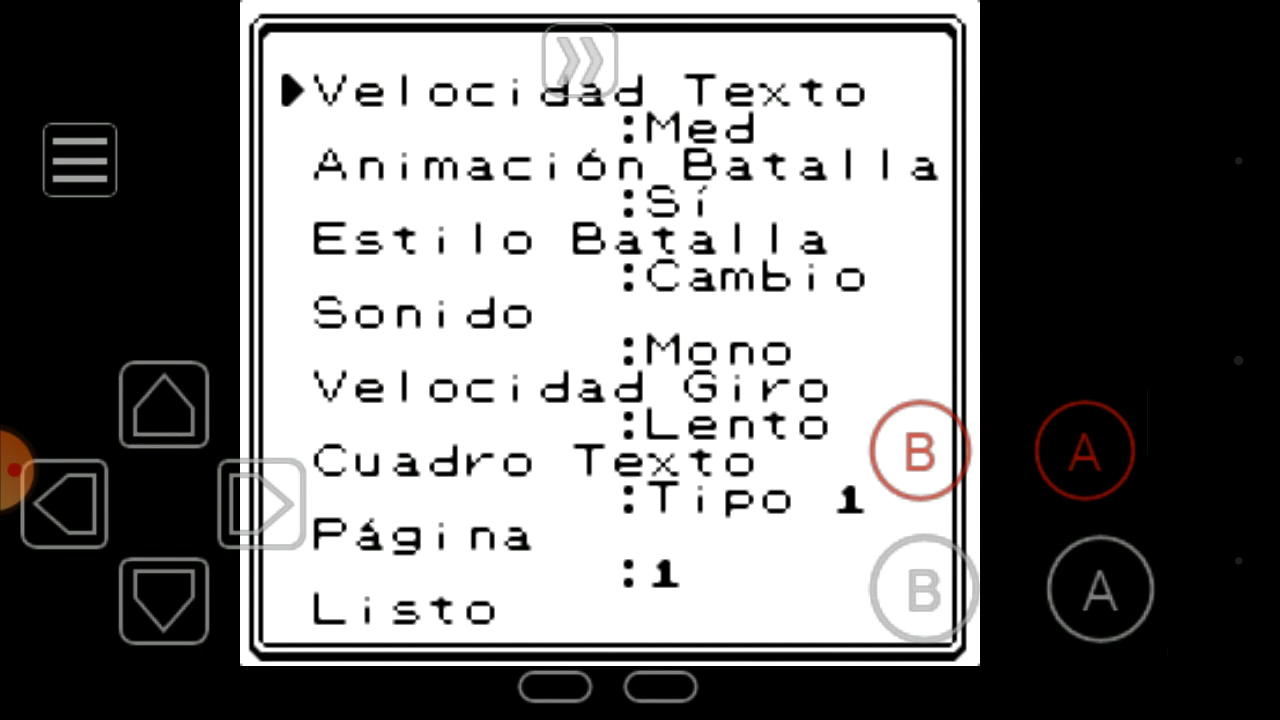 Velocidad Texto
:Med
Animación Batalla
:Sí
Estilo Batalla
:Cambio
Sonido
:Mono
Velocidad Giro
:Lento
Cuadro Texto
:Tipo 1
Página
:1
Listo
B A
B A